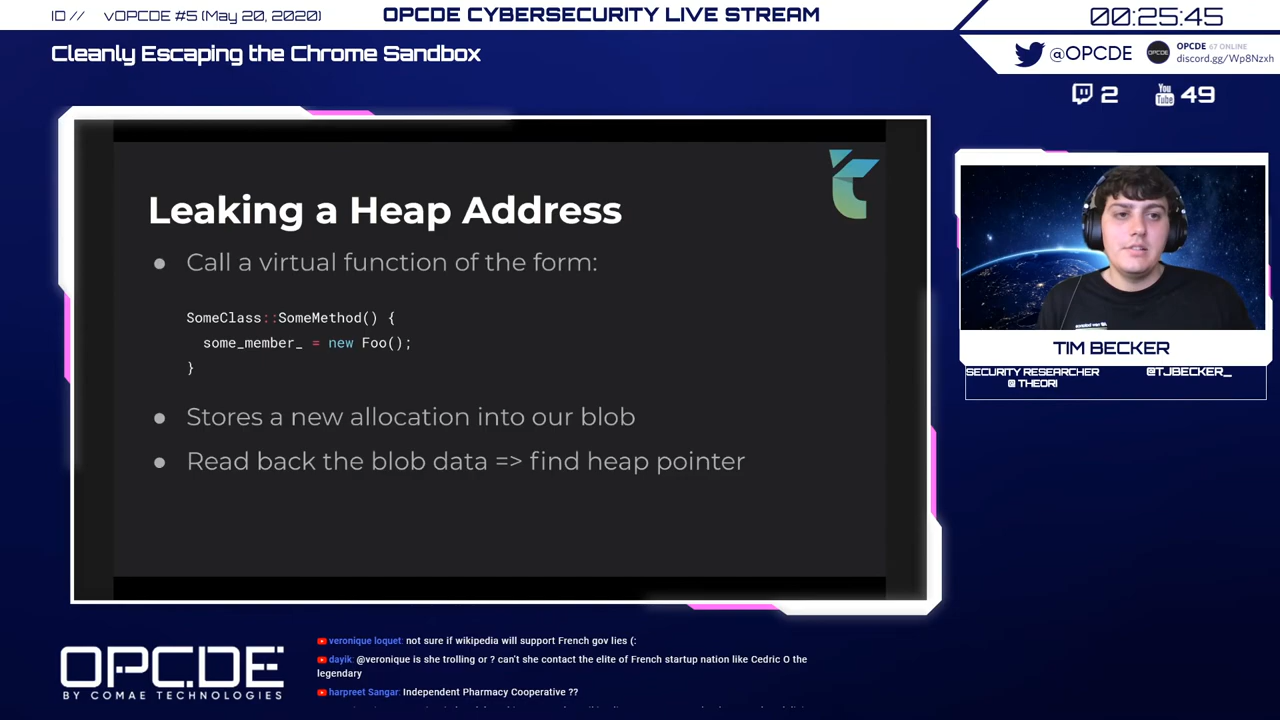 ID // vOPCDE #5 (May 20, 2020)
OPCDE CYBERSECURITY LIVE STREAM
00:25:45
Cleanly Escaping the Chrome Sandbox
@OPCDE
OPCDE 67 ONLINE
discord.gg/Wp8Nzxh
2
You Tube 49
Leaking a Heap Address
● Call a virtual function of the form:
SomeClass::SomeMethod() {
some_member_ = new Foo();
}
● Stores a new allocation into our blob
● Read back the blob data => find heap pointer
TIM BECKER
SECURITY RESEARCHER
@ THEORI
@TJBECKER_
OPCDE
BY COMAE TECHNOLOGIES
veronique loquet: not sure if wikipedia will support French gov lies (:
dayik: @veronique is she trolling or ? can't she contact the elite of French startup nation like Cedric O the
legendary
harpreet Sangar: Independent Pharmacy Cooperative ??